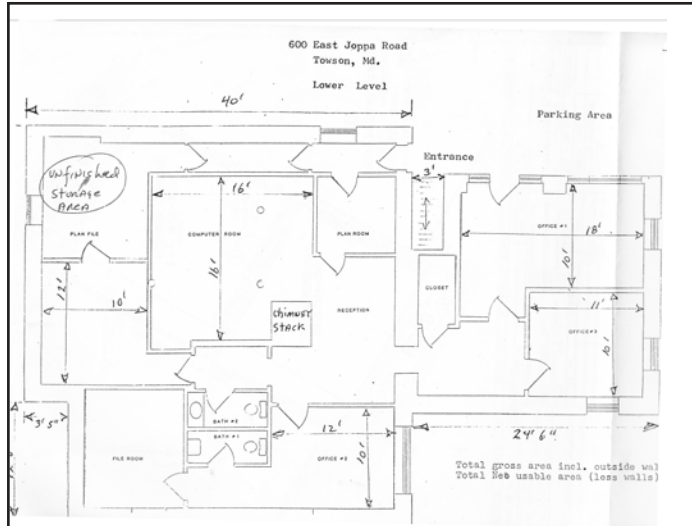 600 East Joppa Road
Towson, Md.
Lower Level
40'
Parking Area
Entrance
3'
UNfinished
Storage
AREA
16'
OFFICE #1
18'
PLAN FILE
COMPUTER ROOM
PLAN ROOM
16'
10'
CLOSET
12'
10'
RECEPTION
11'
Chimney
Stack
OFFICE #3
10'
3' 5"
BATH #2
BATH #1
12'
10'
24' 6"
FILE ROOM
OFFICE #2
Total gross area incl. outside wal
Total Net usable area (less walls)